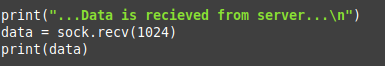 print("...Data is recieved from server...\n")
data = sock.recv(1024)
print(data)